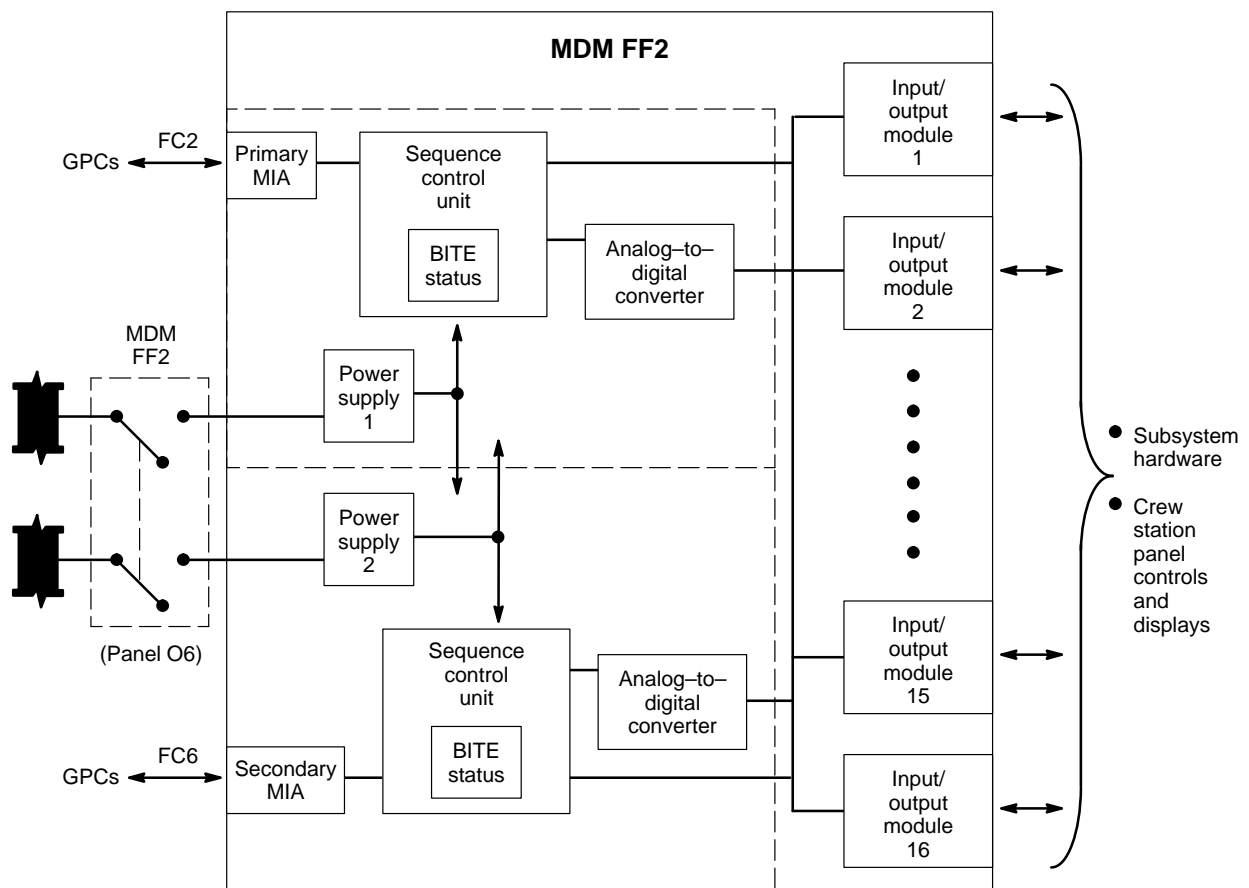 MDM FF2
FC2
GPCs
Primary
MIA
Sequence
control
unit
BITE
status
Analog–to–
digital
converter
Input/
output
module
1
Input/
output
module
2
MDM
FF2
Power
supply
1
Power
supply
2
(Panel O6)
Sequence
control
unit
BITE
status
Analog–to–
digital
converter
FC6
GPCs
Secondary
MIA
Input/
output
module
15
Input/
output
module
16
● Subsystem
hardware
● Crew
station
panel
controls
and
displays